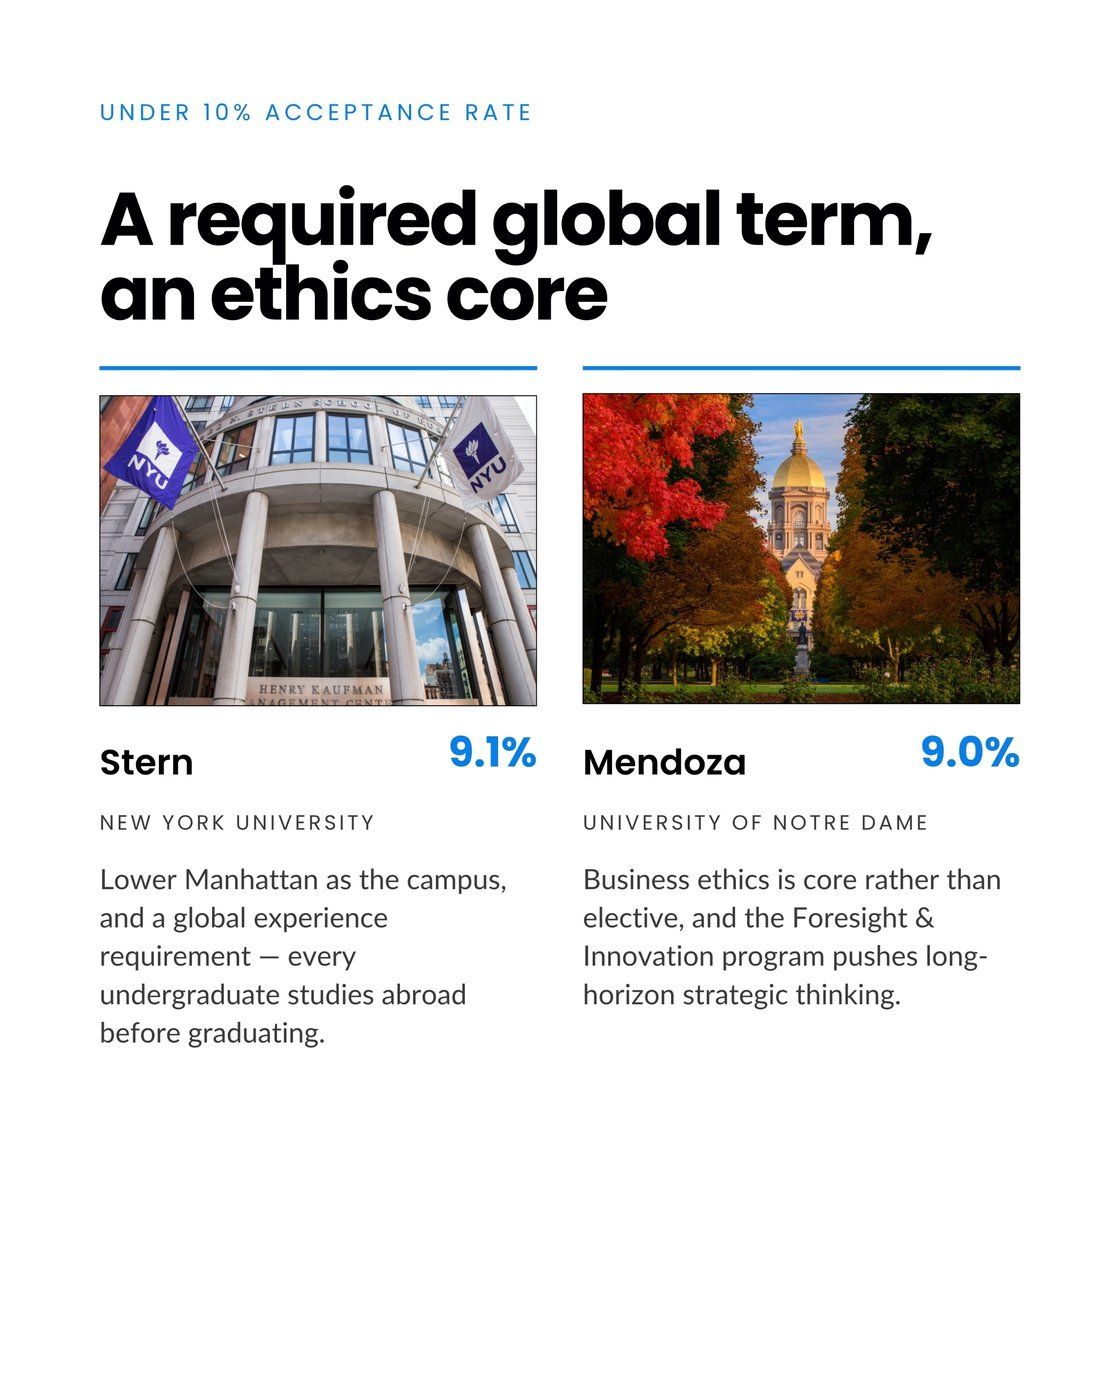 UNDER 10% ACCEPTANCE RATE
A required global term,
an ethics core
NYU
NYU
STERN SCHOOL OF
HENRY KAUFMAN
Stern
9.1%
NEW YORK UNIVERSITY
Lower Manhattan as the campus,
and a global experience
requirement — every
undergraduate studies abroad
before graduating.
Mendoza
9.0%
UNIVERSITY OF NOTRE DAME
Business ethics is core rather than
elective, and the Foresight &
Innovation program pushes long-
horizon strategic thinking.